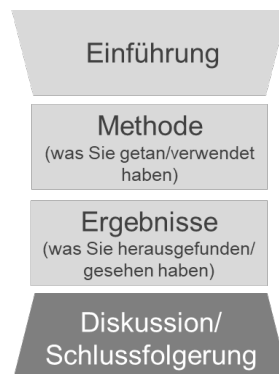 Einführung
Methode
(was Sie getan/verwendet
haben)
Ergebnisse
(was Sie herausgefunden/
gesehen haben)
Diskussion/
Schlussfolgerung